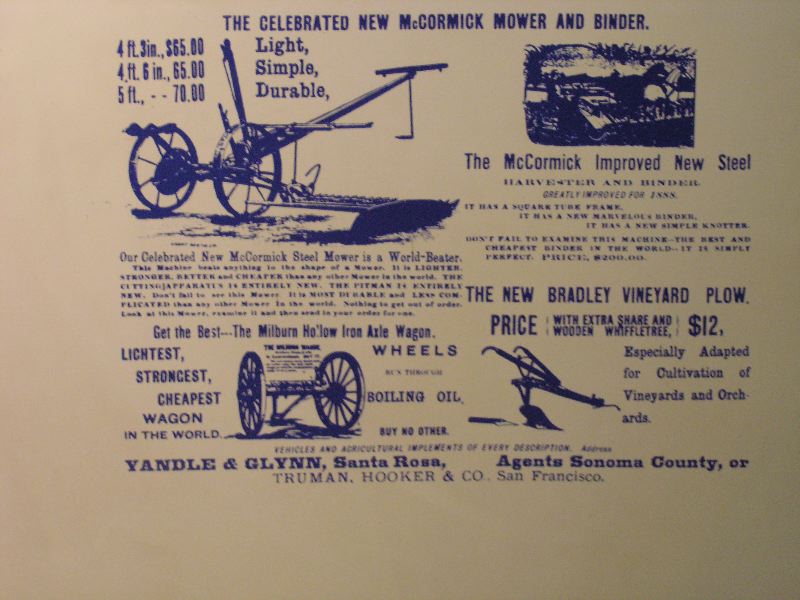 THE CELEBRATED NEW McCORMICK MOWER AND BINDER.
4 ft. 3in., $65.00
4 ft. 6 in., 65.00
5 ft., - - 70.00
Light,
Simple,
Durable,
The McCormick Improved New Steel
HARVESTER AND BINDER.
GREATLY IMPROVED FOR 1888.
IT HAS A SQUARE TUBE FRAME,
IT HAS A NEW MARVELOUS BINDER,
IT HAS A NEW SIMPLE KNOTTER.
DON'T FAIL TO EXAMINE THIS MACHINE--THE BEST AND
CHEAPEST BINDER IN THE WORLD--IT IS SIMPLY
PERFECT. PRICE, $200.00.
Our Celebrated New McCormick Steel Mower is a World-Beater.
This Machine beats anything in the shape of a Mower. It is LIGHTER,
STRONGER, BETTER and CHEAPER than any other Mower in the world. THE
CUTTING APPARATUS IS ENTIRELY NEW. THE PITMAN IS ENTIRELY
NEW. Don't fail to see this Mower. It is MOST DURABLE and LESS COM-
PLICATED than any other Mower in the world. Nothing to get out of order.
Look at this Mower, examine it and then send in your order for one.
THE NEW BRADLEY VINEYARD PLOW.
PRICE WITH EXTRA SHARE AND $12,
WOODEN WHIFFLETREE,
Especially Adapted
for Cultivation of
Vineyards and Orch-
ards.
Get the Best---The Milburn Ho'low Iron Axle Wagon.
LIGHTEST,
STRONGEST,
CHEAPEST
WAGON
IN THE WORLD.
THE MILBURN WAGON.
WHEELS
RUN THROUGH
BOILING OIL.
BUY NO OTHER.
VEHICLES AND AGRICULTURAL IMPLEMENTS OF EVERY DESCRIPTION. Address
YANDLE & GLYNN, Santa Rosa, Agents Sonoma County, or
TRUMAN, HOOKER & CO. San Francisco.